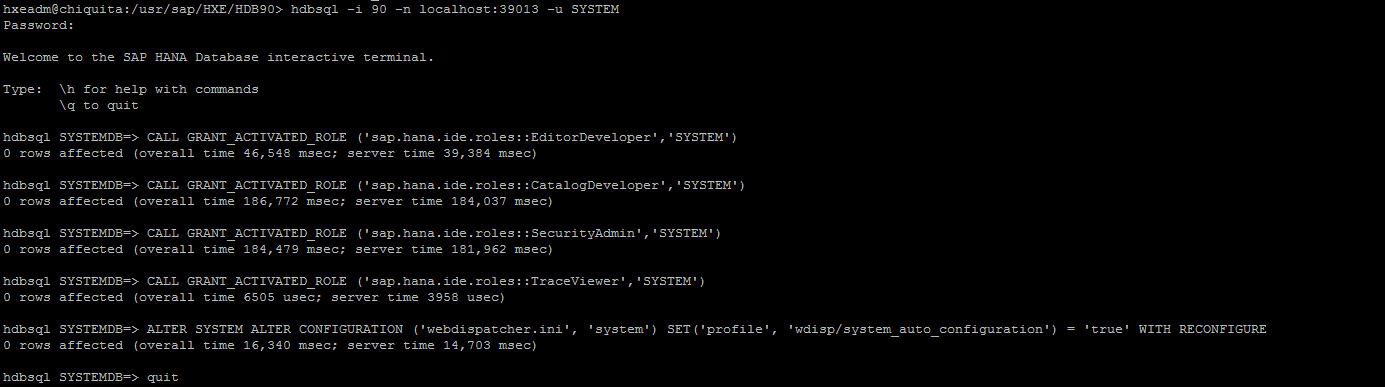 hxeadm@chiquita:/usr/sap/HXE/HDB90> hdbsql -i 90 -n localhost:39013 -u SYSTEM
Password:
Welcome to the SAP HANA Database interactive terminal.
Type:  \h for help with commands
       \q to quit
hdbsql SYSTEMDB=> CALL GRANT_ACTIVATED_ROLE ('sap.hana.ide.roles::EditorDeveloper','SYSTEM')
0 rows affected (overall time 46,548 msec; server time 39,384 msec)
hdbsql SYSTEMDB=> CALL GRANT_ACTIVATED_ROLE ('sap.hana.ide.roles::CatalogDeveloper','SYSTEM')
0 rows affected (overall time 186,772 msec; server time 184,037 msec)
hdbsql SYSTEMDB=> CALL GRANT_ACTIVATED_ROLE ('sap.hana.ide.roles::SecurityAdmin','SYSTEM')
0 rows affected (overall time 184,479 msec; server time 181,962 msec)
hdbsql SYSTEMDB=> CALL GRANT_ACTIVATED_ROLE ('sap.hana.ide.roles::TraceViewer','SYSTEM')
0 rows affected (overall time 6505 usec; server time 3958 usec)
hdbsql SYSTEMDB=> ALTER SYSTEM ALTER CONFIGURATION ('webdispatcher.ini', 'system') SET('profile', 'wdisp/system_auto_configuration') = 'true' WITH RECONFIGURE
0 rows affected (overall time 16,340 msec; server time 14,703 msec)
hdbsql SYSTEMDB=> quit